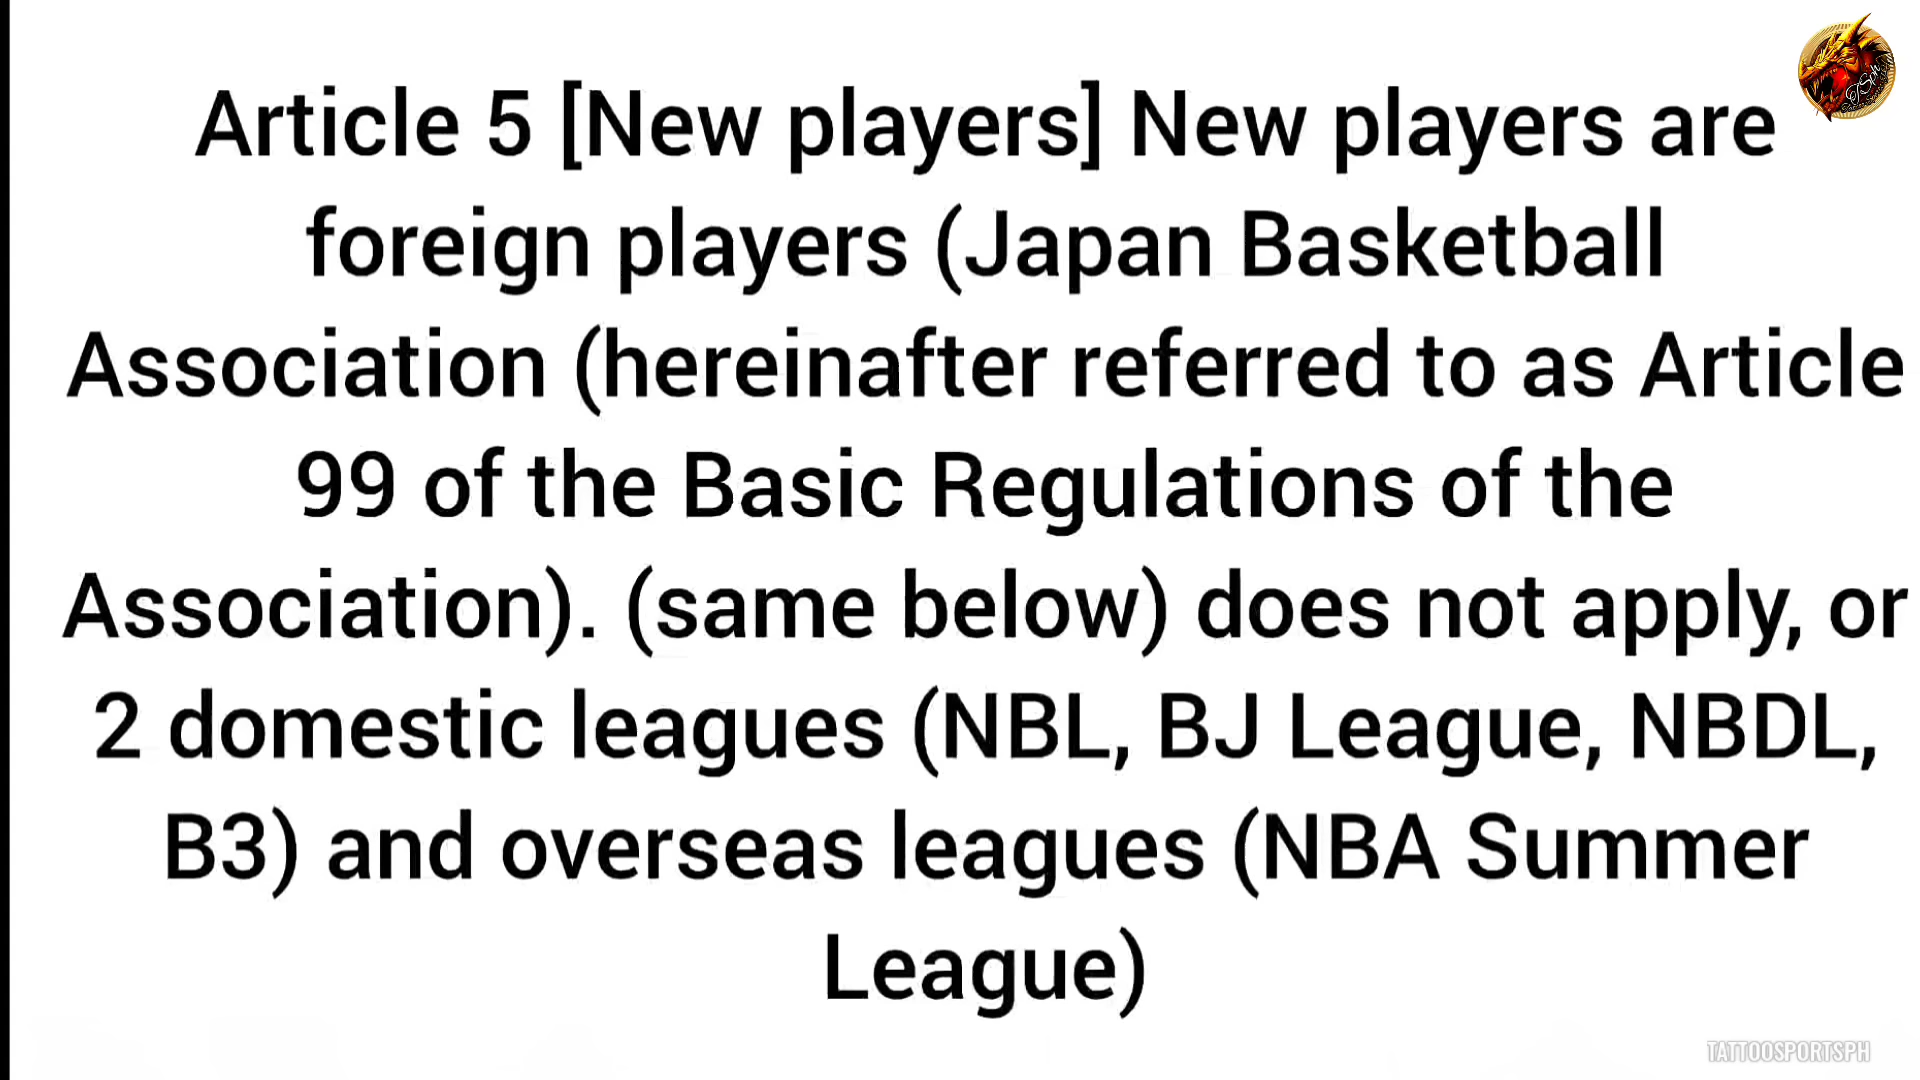 Article 5 [New players] New players are
foreign players (Japan Basketball
Association (hereinafter referred to as Article
99 of the Basic Regulations of the
Association). (same below) does not apply, or
2 domestic leagues (NBL, BJ League, NBDL,
B3) and overseas leagues (NBA Summer
League)
TATTOOSPORTSPH